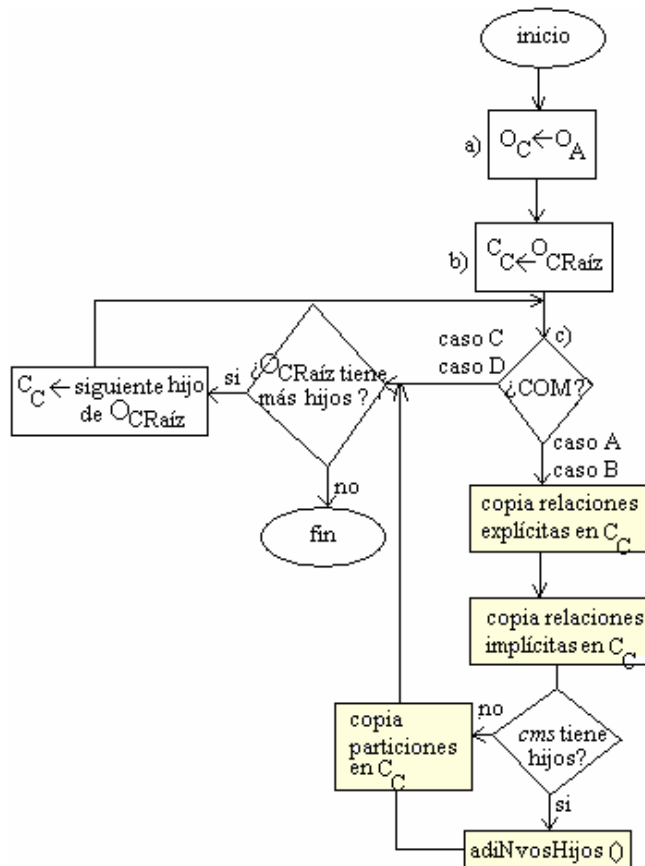 inicio
a)
O_C←O_A
b)
C_C←O_CRaíz
caso C
caso D
c)
¿COM?
¿O_CRaíz tiene
más hijos ?
si
C_C ← siguiente hijo
de O_CRaíz
no
fin
caso A
caso B
copia relaciones
explícitas en C_C
copia relaciones
implícitas en C_C
cms tiene
hijos?
no
copia
particiones
en C_C
si
adiNvosHijos ()